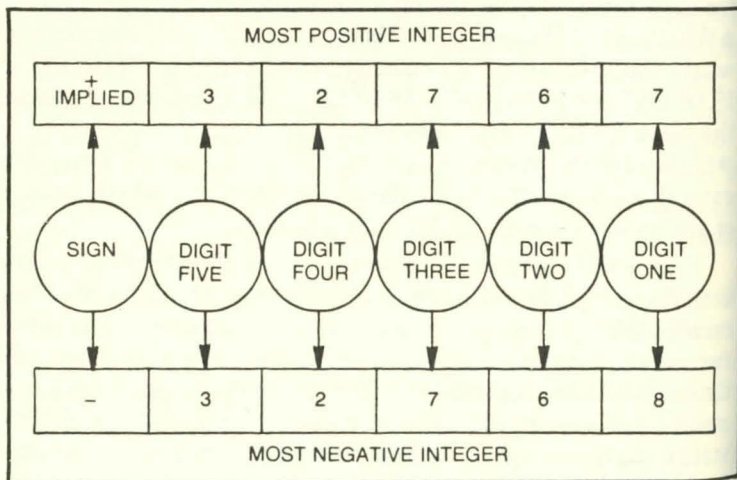 MOST POSITIVE INTEGER
+
IMPLIED 3 2 7 6 7
SIGN DIGIT FIVE DIGIT FOUR DIGIT THREE DIGIT TWO DIGIT ONE
– 3 2 7 6 8
MOST NEGATIVE INTEGER